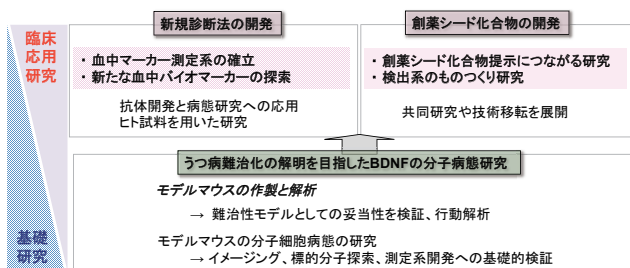 臨床
応用
研究
新規診断法の開発
・ 血中マーカー測定系の確立
・ 新たな血中バイオマーカーの探索
抗体開発と病態研究への応用
ヒト試料を用いた研究
創薬シード化合物の開発
・ 創薬シード化合物提示につながる研究
・ 検出系のものつくり研究
共同研究や技術移転を展開
うつ病難治化の解明を目指したBDNFの分子病態研究
モデルマウスの作製と解析
→ 難治性モデルとしての妥当性を検証、行動解析
モデルマウスの分子細胞病態の研究
→ イメージング、標的分子探索、測定系開発への基礎的検証
基礎
研究